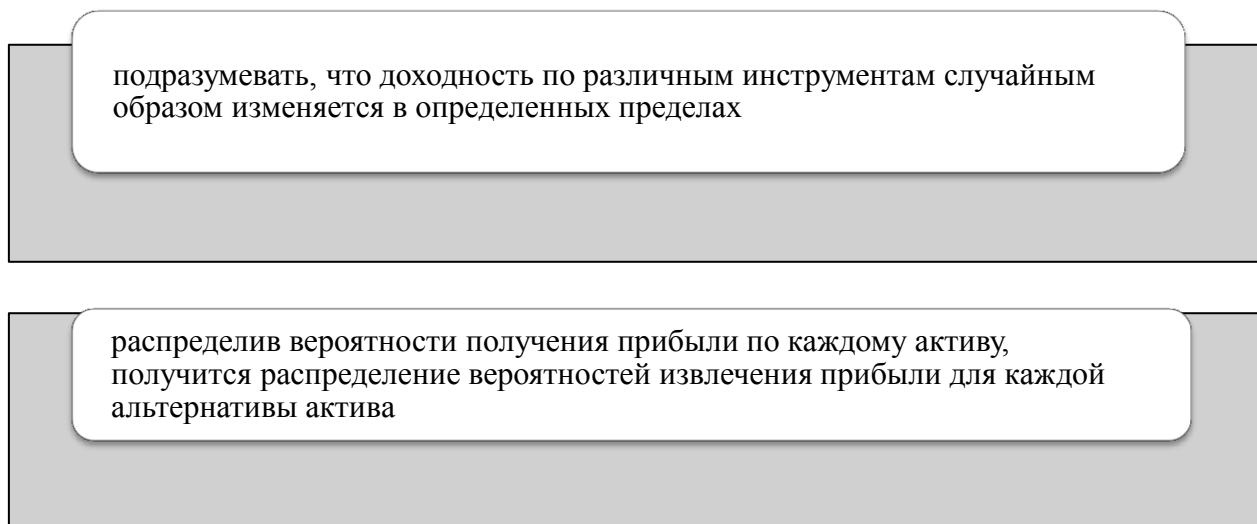 подразумевать, что доходность по различным инструментам случайным
образом изменяется в определенных пределах
распределив вероятности получения прибыли по каждому активу,
получится распределение вероятностей извлечения прибыли для каждой
альтернативы актива